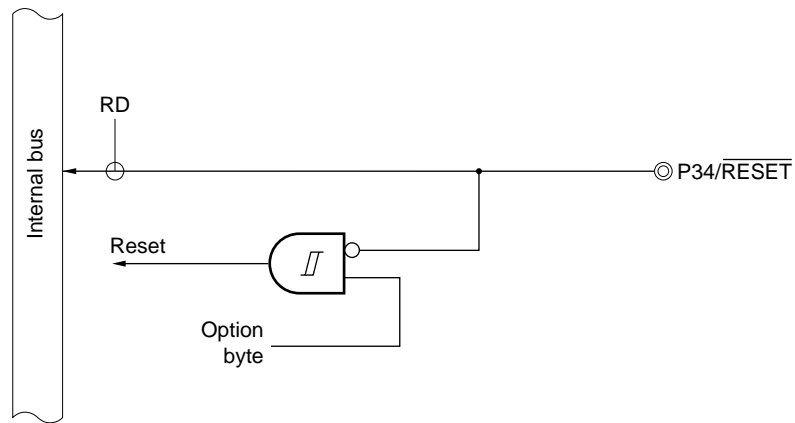 RD
Internal bus
P34/RESET
Reset
Option
byte